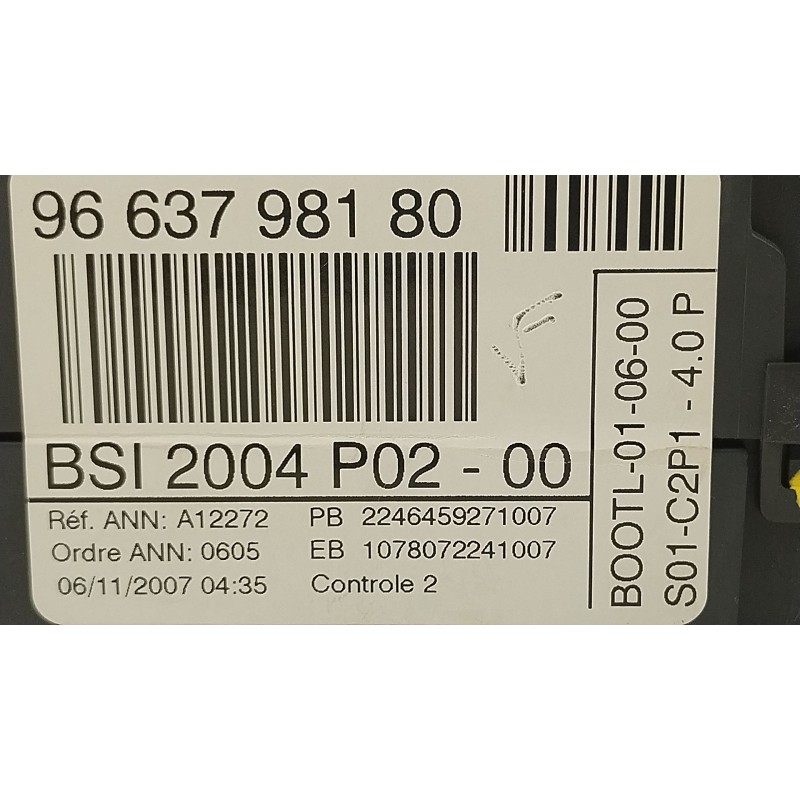 96 637 981 80
BSI 2004 P02 - 00
Réf. ANN: A12272 PB 2246459271007
Ordre ANN: 0605 EB 1078072241007
06/11/2007 04:35 Controle 2
BOOTL-01-06-00
S01-C2P1 - 4.0 P